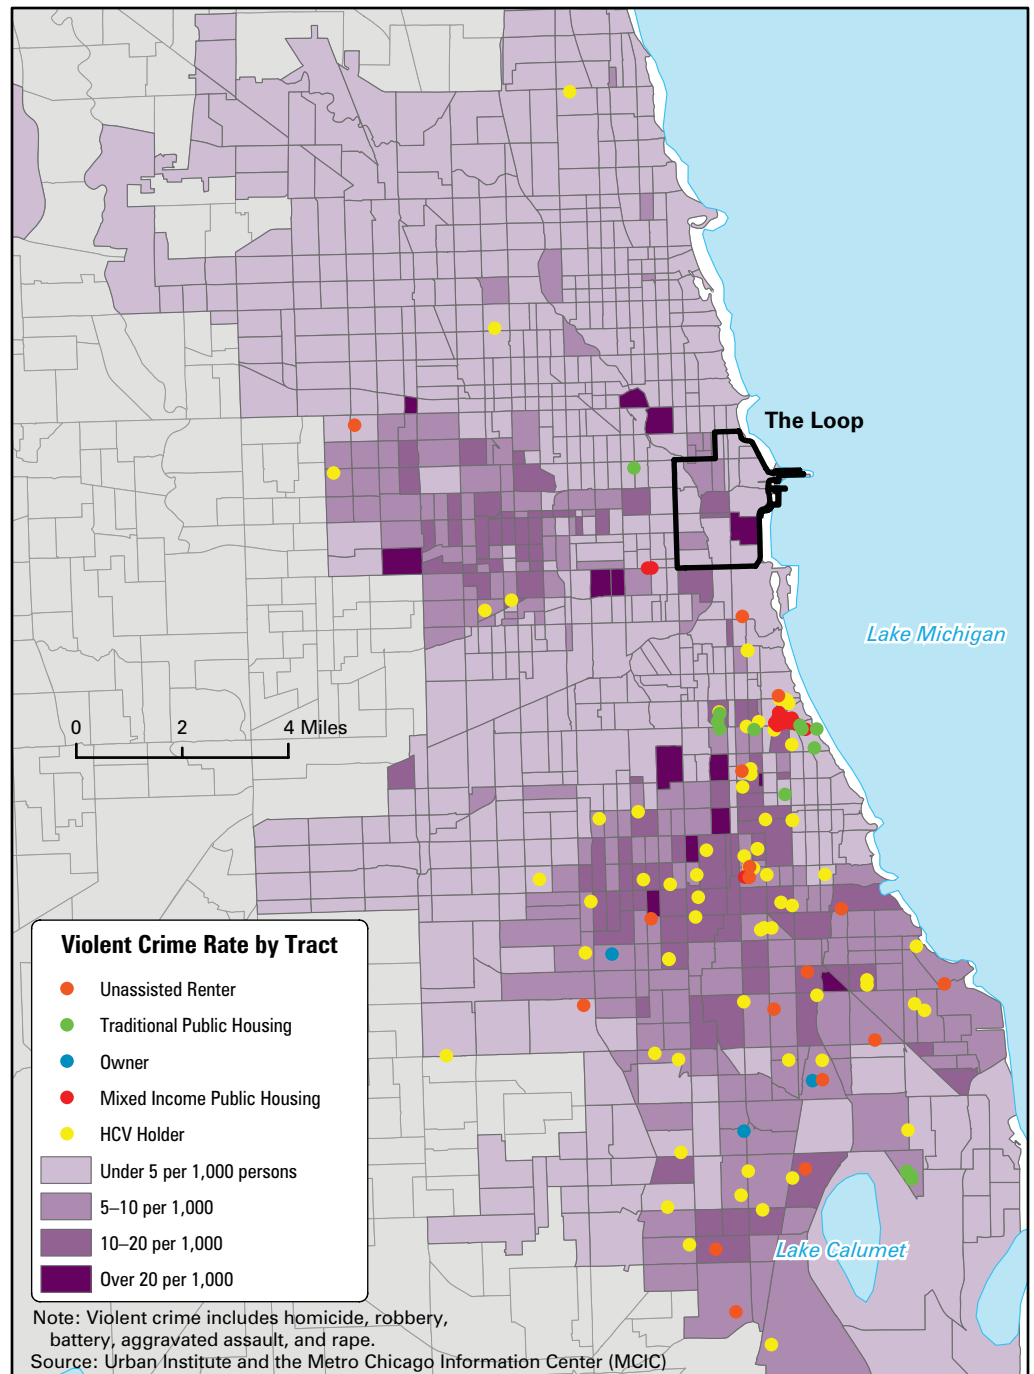 The Loop
Lake Michigan
0 2 4 Miles
Violent Crime Rate by Tract
Unassisted Renter
Traditional Public Housing
Owner
Mixed Income Public Housing
HCV Holder
Under 5 per 1,000 persons
5–10 per 1,000
10–20 per 1,000
Over 20 per 1,000
Lake Calumet
Note: Violent crime includes homicide, robbery,
battery, aggravated assault, and rape.
Source: Urban Institute and the Metro Chicago Information Center (MCIC)